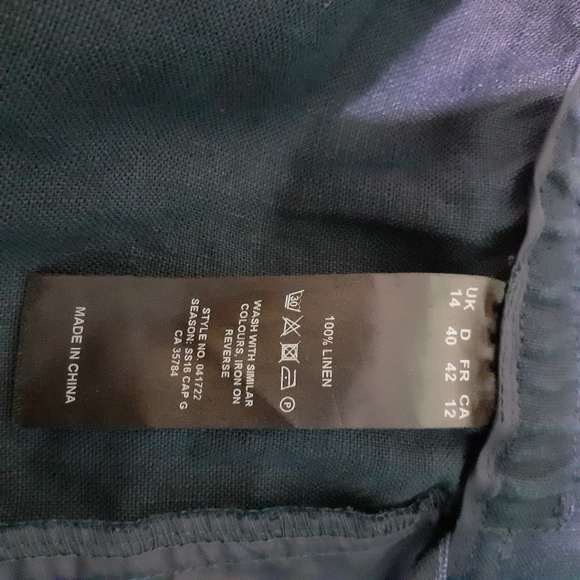 UK D FR CA
14 40 42 12
100% LINEN
30
P
WASH WITH SIMILAR
COLOURS, IRON ON
REVERSE
STYLE NO. 041722
SEASON: SS16 CAP G
CA 35784
MADE IN CHINA